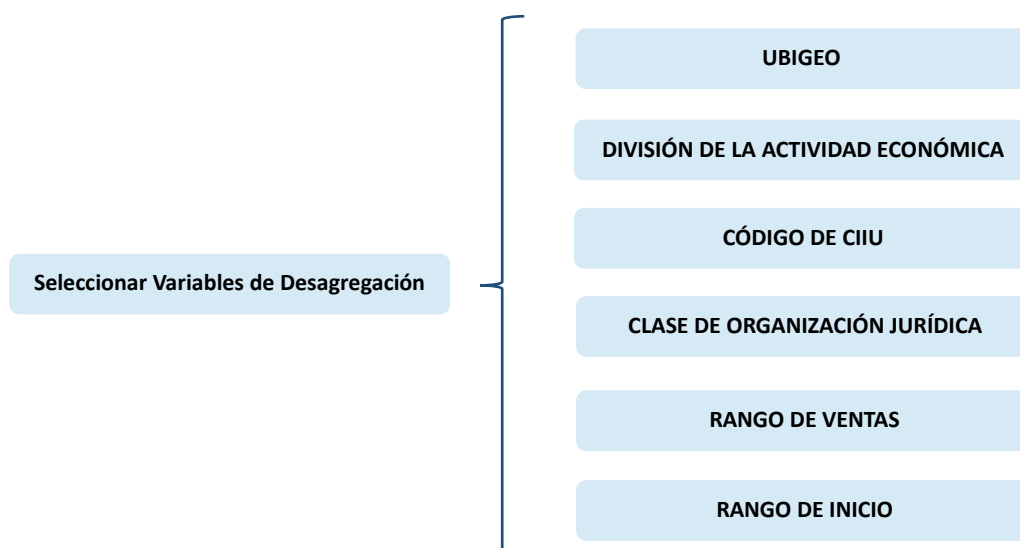 Seleccionar Variables de Desagregación
UBIGEO
DIVISIÓN DE LA ACTIVIDAD ECONÓMICA
CÓDIGO DE CIIU
CLASE DE ORGANIZACIÓN JURÍDICA
RANGO DE VENTAS
RANGO DE INICIO